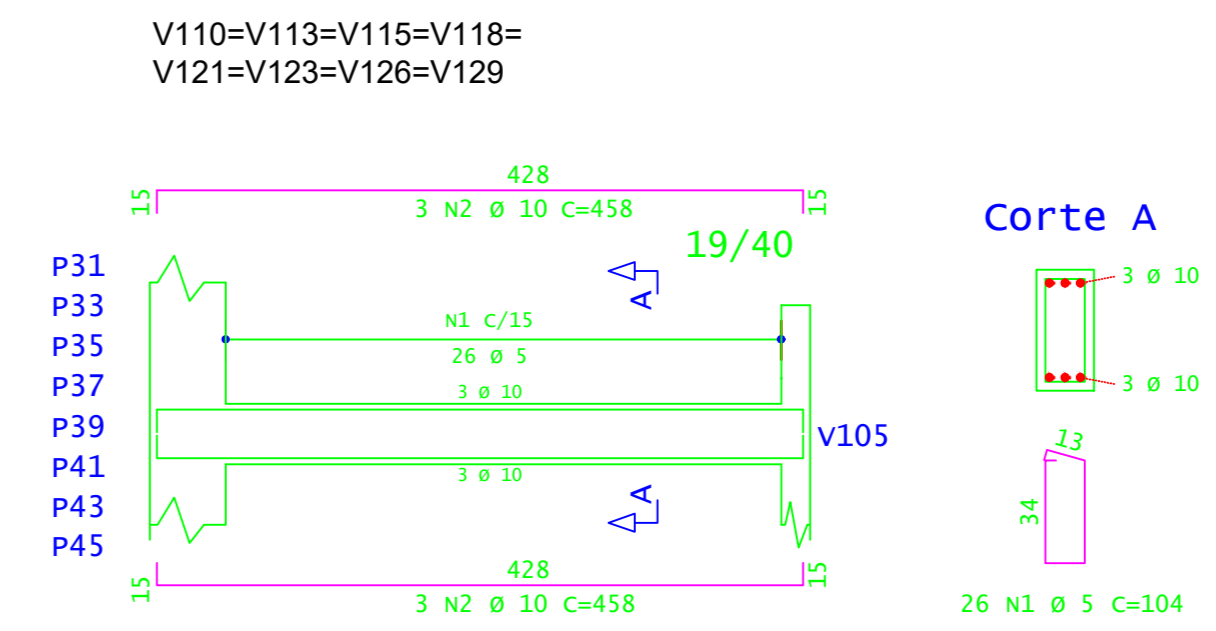 V110=V113=V115=V118=
V121=V123=V126=V129
428
15
15
3 N2 Ø 10 C=458
19/40
Corte A
P31
P33
P35
P37
P39
P41
P43
P45
A
N1 C/15
26 Ø 5
3 Ø 10
V105
3 Ø 10
A
428
15
15
3 N2 Ø 10 C=458
3 Ø 10
3 Ø 10
13
34
26 N1 Ø 5 C=104